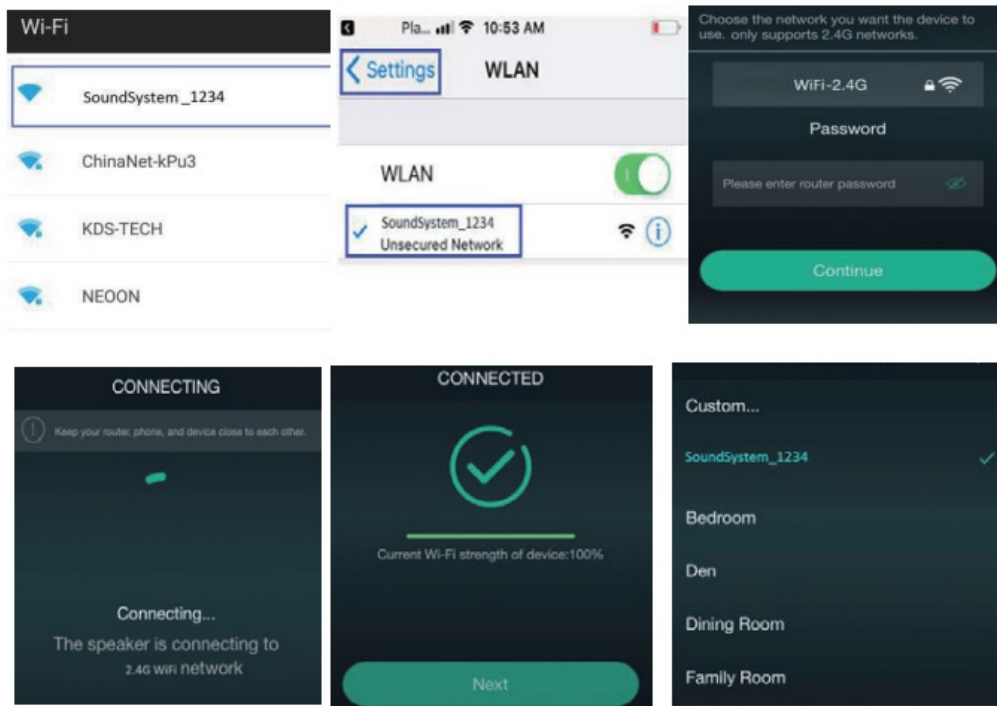 Wi-Fi
SoundSystem _1234
ChinaNet-kPu3
KDS-TECH
NEOON
Pla... 10:53 AM
Settings WLAN
WLAN
SoundSystem_1234
Unsecured Network
Choose the network you want the device to
use. only supports 2.4G networks.
WiFi-2.4G
Password
Please enter router password
Continue
CONNECTING
Keep your router, phone, and device close to each other.
Connecting...
The speaker is connecting to
2.4G WiFi network
CONNECTED
Current Wi-Fi strength of device:100%
Next
Custom...
SoundSystem_1234
Bedroom
Den
Dining Room
Family Room